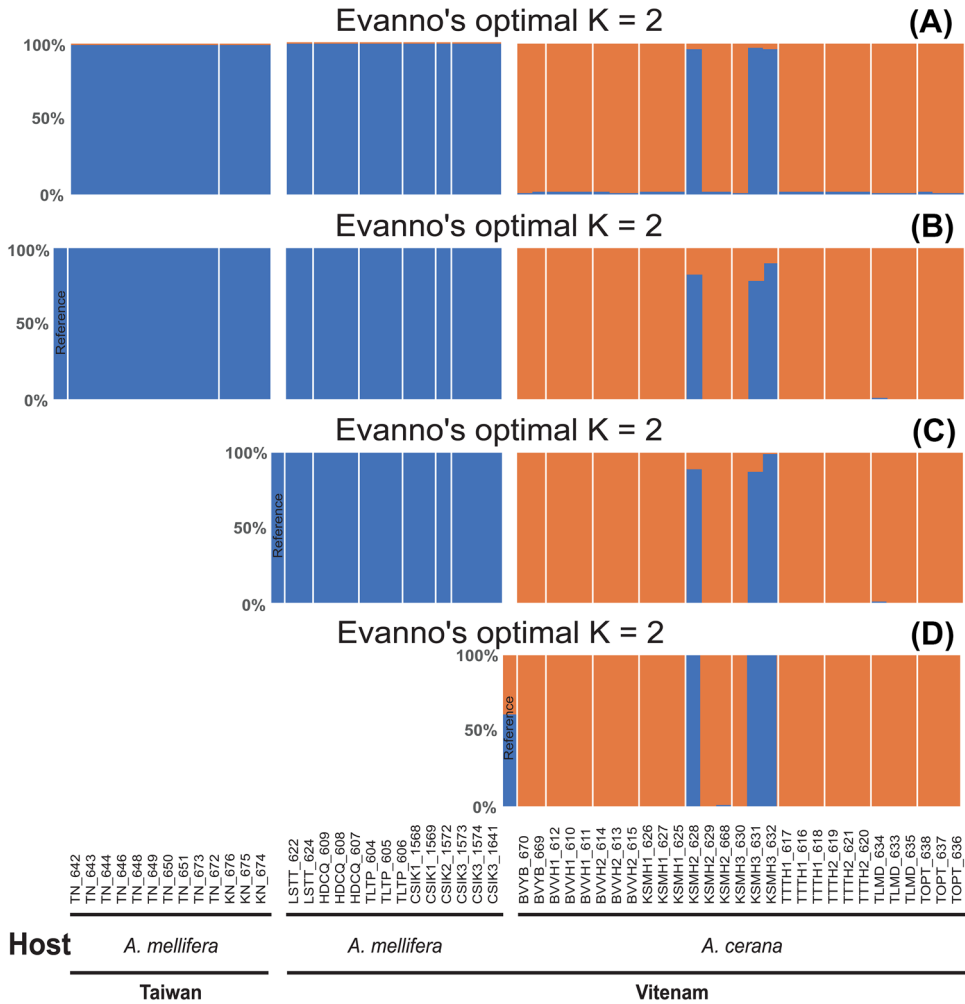 Evanno's optimal K = 2
(A)
100%
50%
0%
Evanno's optimal K = 2
(B)
100%
50%
0%
Reference
Evanno's optimal K = 2
(C)
100%
50%
0%
Reference
Evanno's optimal K = 2
(D)
100%
50%
0%
Reference
TN_642
TN_643
TN_644
TN_646
TN_648
TN_649
TN_650
TN_651
TN_673
TN_672
KN_676
KN_675
KN_674
LSTT_622
LSTT_624
HDCQ_609
HDCQ_608
HDCQ_607
TLTP_604
TLTP_605
TLTP_606
CSIK1_1568
CSIK1_1569
CSIK2_1572
CSIK3_1573
CSIK3_1574
CSIK3_1641
BVYB_670
BVYB_669
BVVH1_612
BVVH1_610
BVVH1_611
BVVH2_614
BVVH2_613
BVVH2_615
KSMH1_626
KSMH1_627
KSMH1_625
KSMH2_628
KSMH2_629
KSMH2_668
KSMH3_630
KSMH3_631
KSMH3_632
TTTH1_617
TTTH1_616
TTTH1_618
TTTH2_619
TTTH2_621
TTTH2_620
TLMD_634
TLMD_633
TLMD_635
TOPT_638
TOPT_637
TOPT_636
Host
A. mellifera
A. mellifera
A. cerana
Taiwan
Vitenam